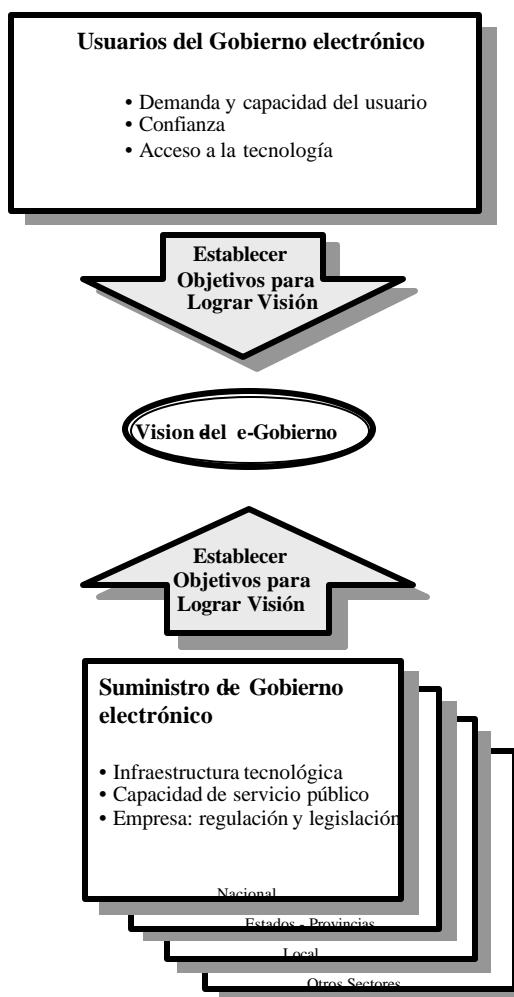 Usuarios del Gobierno electrónico
• Demanda y capacidad del usuario
• Confianza
• Acceso a la tecnología
Establecer
Objetivos para
Lograr Visión
Vision del e-Gobierno
Establecer
Objetivos para
Lograr Visión
Suministro de Gobierno
electrónico
• Infraestructura tecnológica
• Capacidad de servicio público
• Empresa: regulación y legislación
Nacional
Estados - Provincias
Local
Otros Sectores